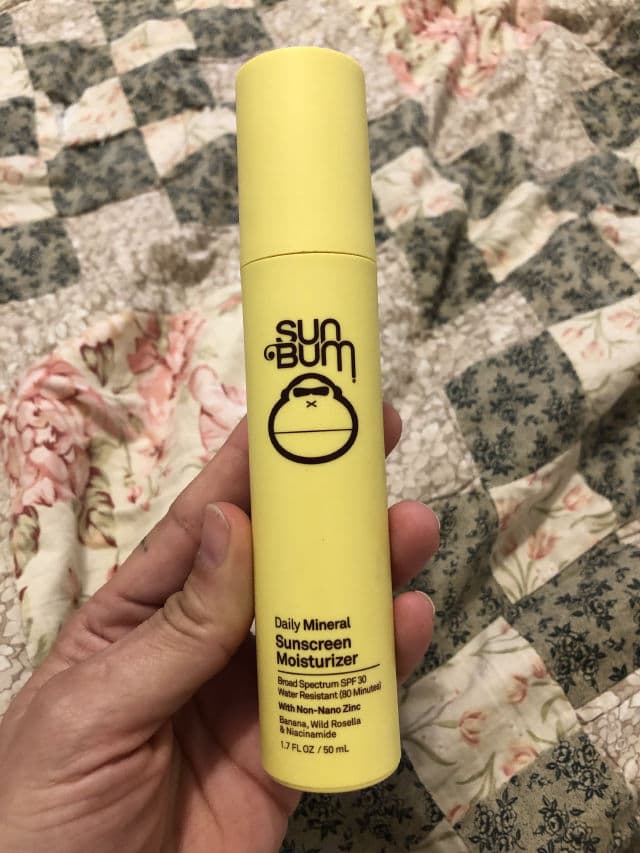 SUN
BUM
Daily Mineral
Sunscreen
Moisturizer
Broad Spectrum SPF 30
Water Resistant (80 Minutes)
With Non-Nano Zinc
Banana, Wild Rosella
& Niacinamide
1.7 FL OZ / 50 mL